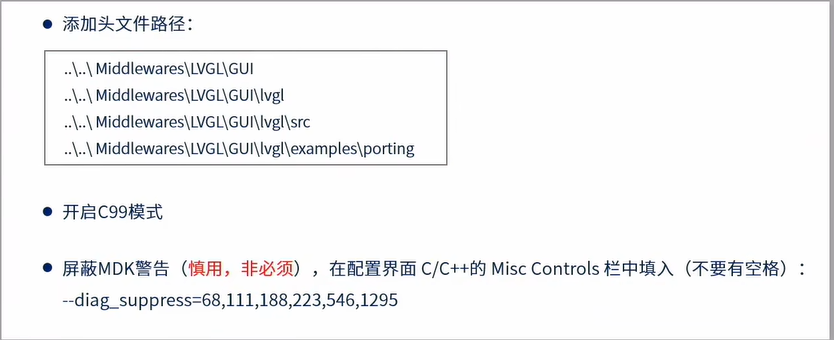 添加头文件路径：
..\..\ Middlewares\LVGL\GUI
..\..\ Middlewares\LVGL\GUI\lvgl
..\..\ Middlewares\LVGL\GUI\lvgl\src
..\..\ Middlewares\LVGL\GUI\lvgl\examples\porting
开启C99模式
屏蔽MDK警告（慎用，非必须），在配置界面 C/C++的 Misc Controls 栏中填入（不要有空格）：
--diag_suppress=68,111,188,223,546,1295